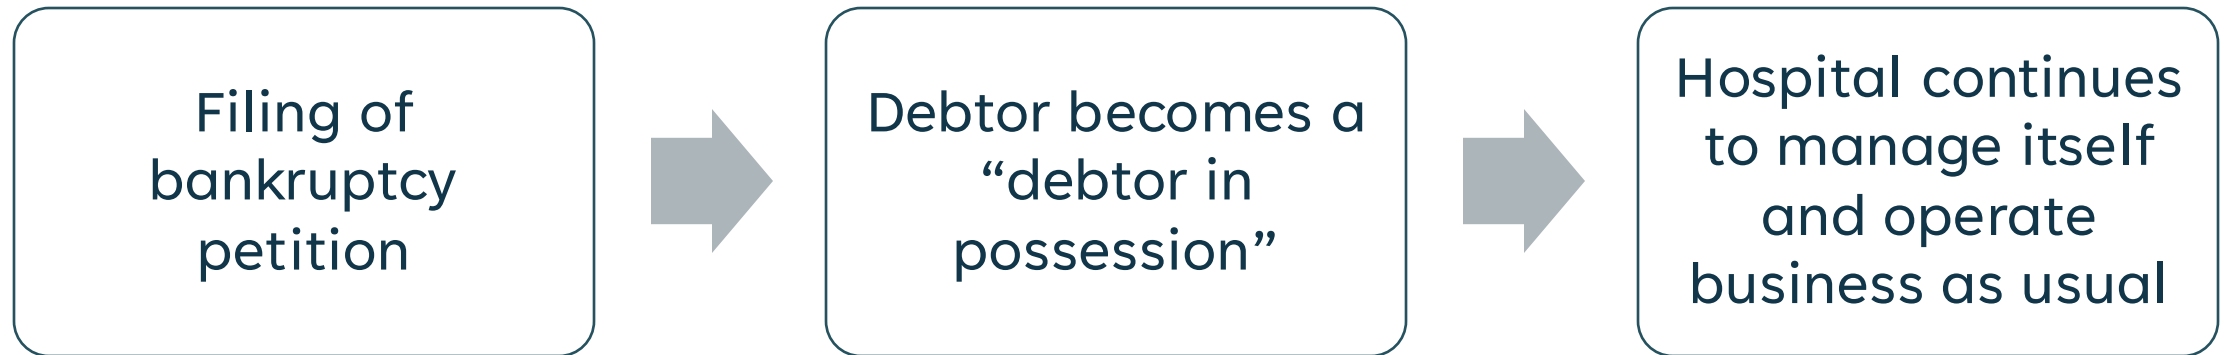 Filing of
bankruptcy
petition
Debtor becomes a
“debtor in
possession”
Hospital continues
to manage itself
and operate
business as usual